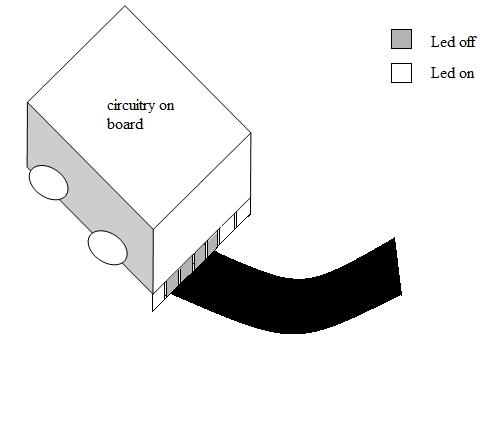 circuitry on
board
Led off
Led on